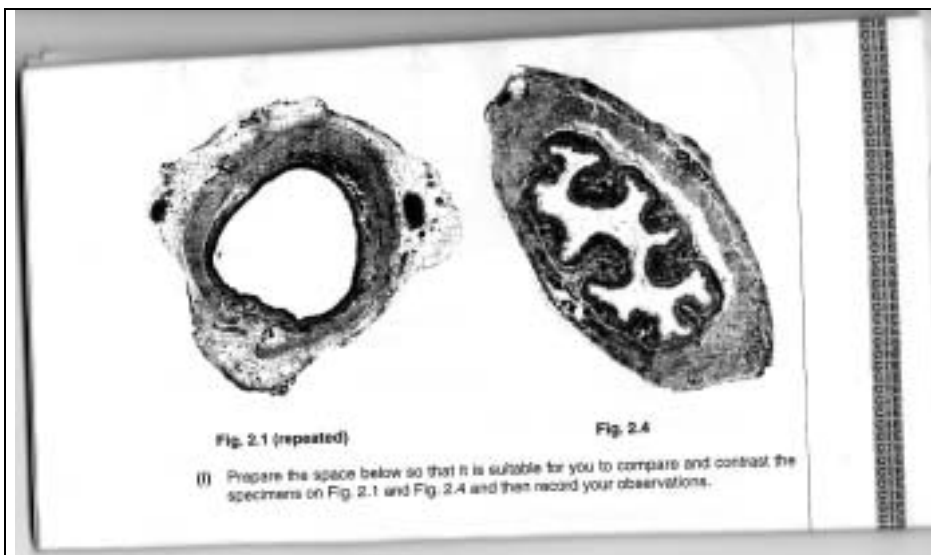 Fig. 2.1 (repeated)
Fig. 2.4
(i) Prepare the space below so that it is suitable for you to compare and contrast the
specimens on Fig. 2.1 and Fig. 2.4 and then record your observations.